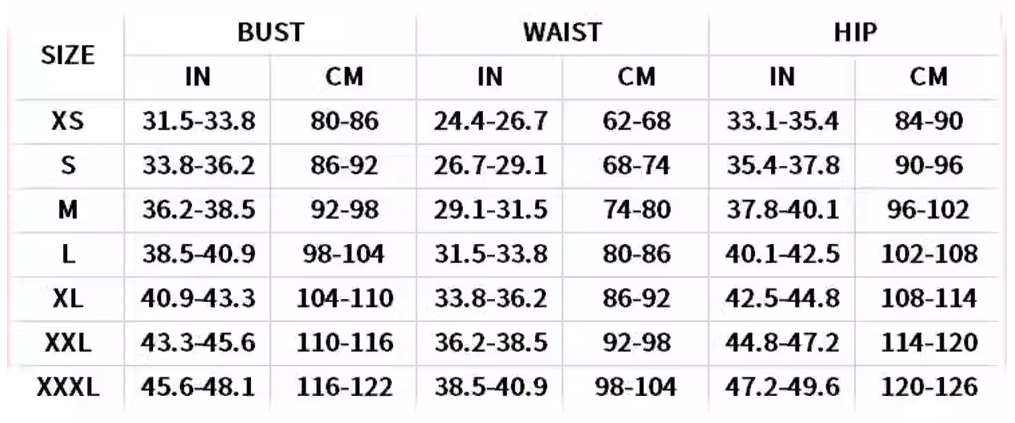 SIZE BUST WAIST HIP
IN CM IN CM IN CM
XS 31.5-33.8 80-86 24.4-26.7 62-68 33.1-35.4 84-90
S 33.8-36.2 86-92 26.7-29.1 68-74 35.4-37.8 90-96
M 36.2-38.5 92-98 29.1-31.5 74-80 37.8-40.1 96-102
L 38.5-40.9 98-104 31.5-33.8 80-86 40.1-42.5 102-108
XL 40.9-43.3 104-110 33.8-36.2 86-92 42.5-44.8 108-114
XXL 43.3-45.6 110-116 36.2-38.5 92-98 44.8-47.2 114-120
XXXL 45.6-48.1 116-122 38.5-40.9 98-104 47.2-49.6 120-126